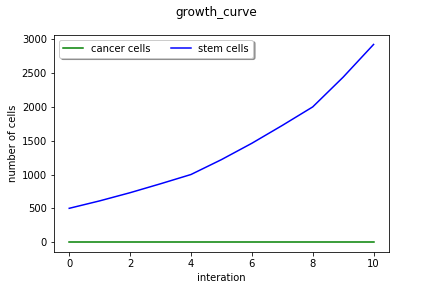 growth_curve
cancer cells stem cells
3000
2500
2000
1500
1000
500
0
number of cells
0 2 4 6 8 10
interation